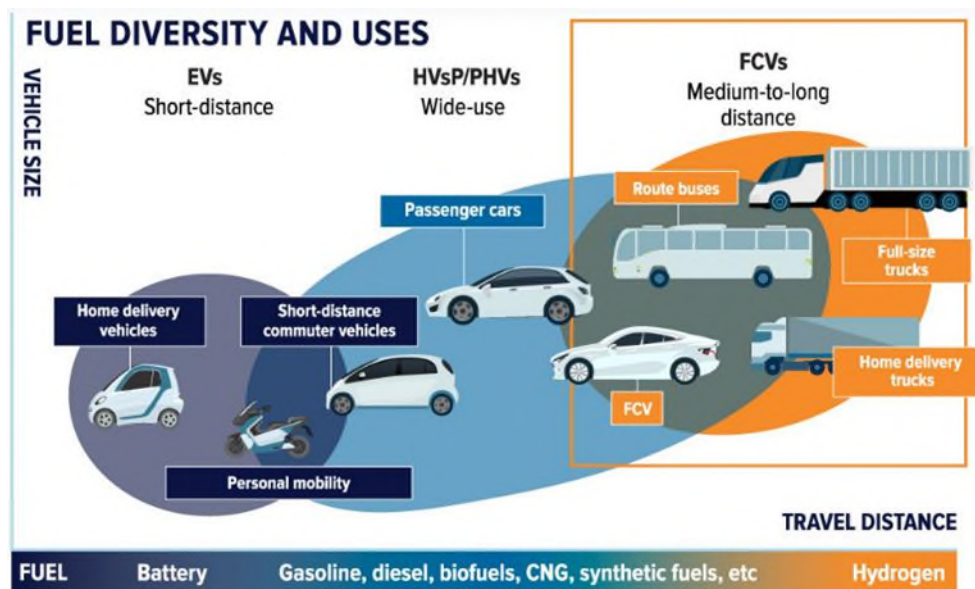 FUEL DIVERSITY AND USES
VEHICLE SIZE
EVs
Short-distance
HVsP/PHVs
Wide-use
FCVs
Medium-to-long
distance
Route buses
Passenger cars
Full-size
trucks
Home delivery
vehicles
Short-distance
commuter vehicles
Home delivery
trucks
FCV
Personal mobility
TRAVEL DISTANCE
FUEL
Battery
Gasoline, diesel, biofuels, CNG, synthetic fuels, etc
Hydrogen